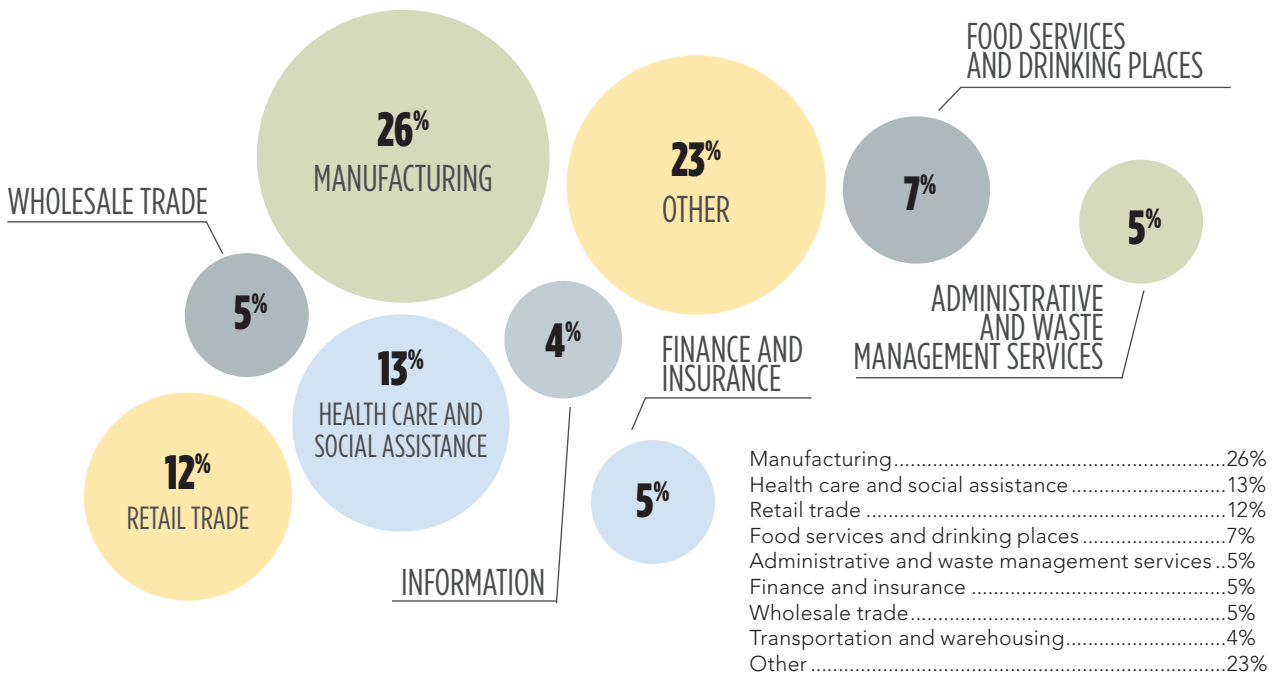 FOOD SERVICES
AND DRINKING PLACES
26%
MANUFACTURING
23%
OTHER
7%
5%
WHOLESALE TRADE
5%
ADMINISTRATIVE
AND WASTE
MANAGEMENT SERVICES
4%
FINANCE AND
INSURANCE
13%
HEALTH CARE AND
SOCIAL ASSISTANCE
12%
RETAIL TRADE
5%
INFORMATION
Manufacturing..........................................................26%
Health care and social assistance...........................13%
Retail trade ..............................................................12%
Food services and drinking places.........................7%
Administrative and waste management services ..5%
Finance and insurance ............................................5%
Wholesale trade.......................................................5%
Transportation and warehousing............................4%
Other .......................................................................23%